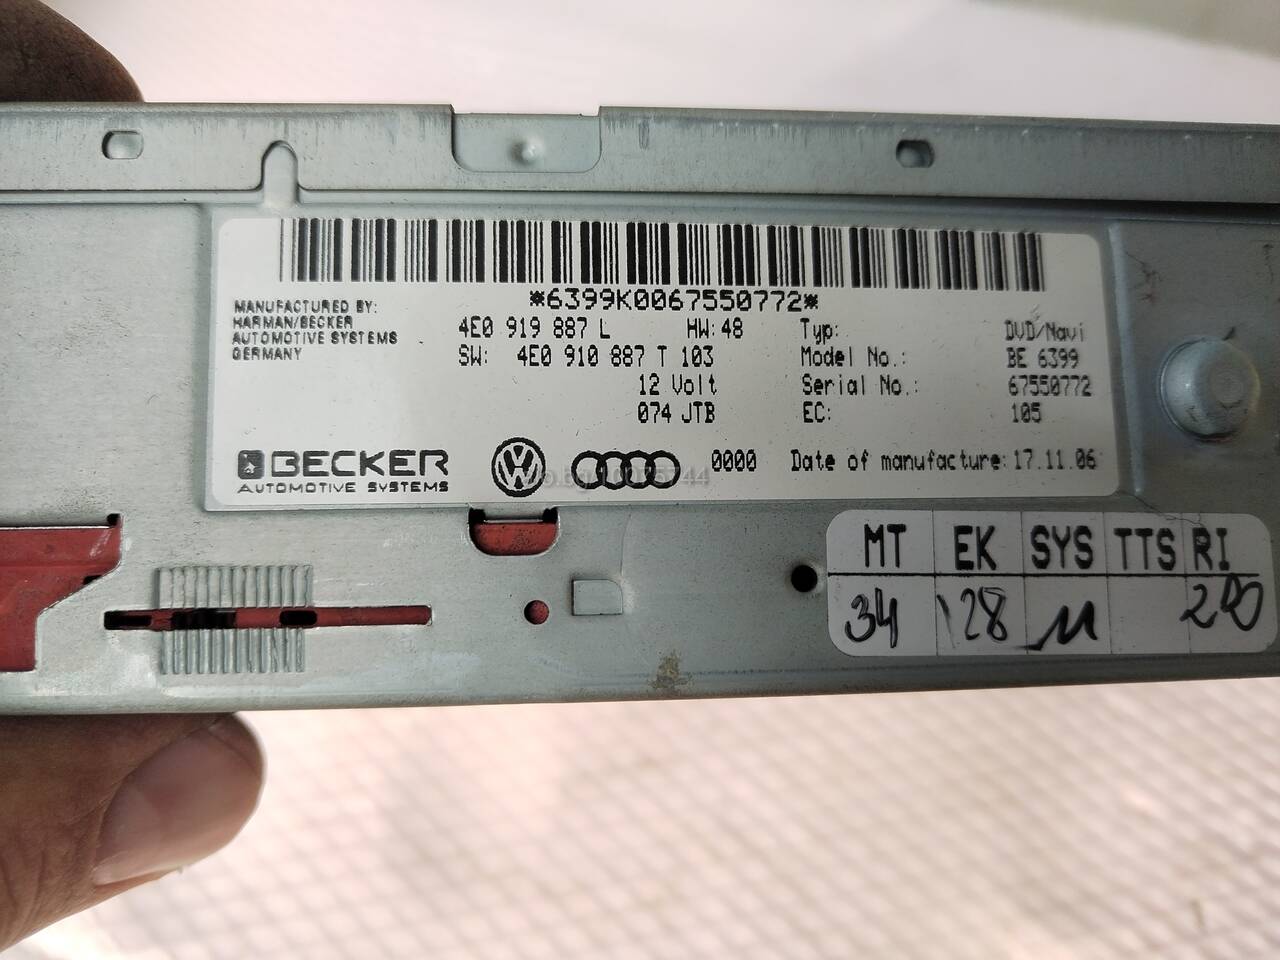 *6399K0067550772*
MANUFACTURED BY:
HARMAN/BECKER
AUTOMOTIVE SYSTEMS
GERMANY
4E0 919 887 L HW: 48
SW: 4E0 910 887 T 103
12 Volt
074 JTB
Typ: DVD/Navi
Model No.: BE 6399
Serial No.: 67550772
EC: 105
BECKER
AUTOMOTIVE SYSTEMS
0000 Date of manufacture: 17.11.06
MT EK SYS TTS RI
34 28